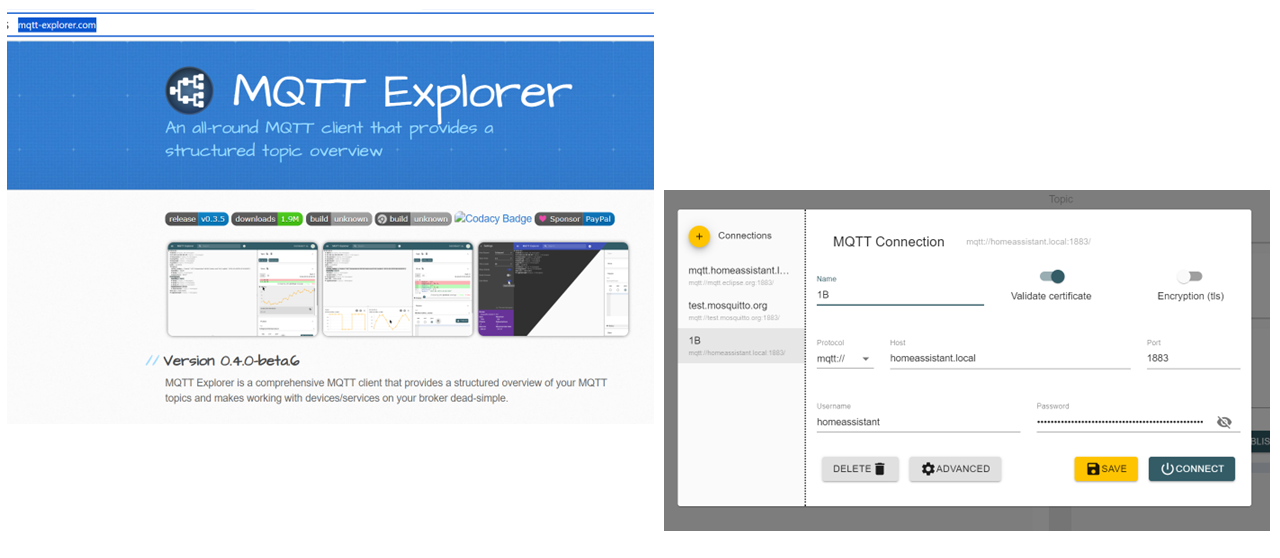 mqtt-explorer.com
MQTT Explorer
An all-round MQTT client that provides a
structured topic overview
release v0.3.5 downloads 1.9M build unknown build unknown Codacy Badge Sponsor PayPal
// Version 0.4.0-beta6
MQTT Explorer is a comprehensive MQTT client that provides a structured overview of your MQTT
topics and makes working with devices/services on your broker dead-simple.
Topic
+ Connections
mqtt.homeassistant.l...
mqtt://mqtt.eclipse.org:1883/
test.mosquitto.org
mqtt://test.mosquitto.org:1883/
1B
mqtt://homeassistant.local:1883/
MQTT Connection mqtt://homeassistant.local:1883/
Name
1B
Validate certificate
Encryption (tls)
Protocol Host Port
mqtt:// homeassistant.local 1883
Username Password
homeassistant
DELETE ADVANCED SAVE CONNECT
BLIS